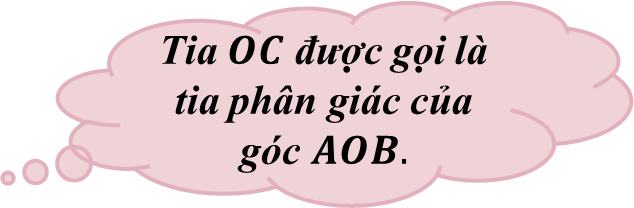 Tia OC được gọi là
tia phân giác của
góc AOB.